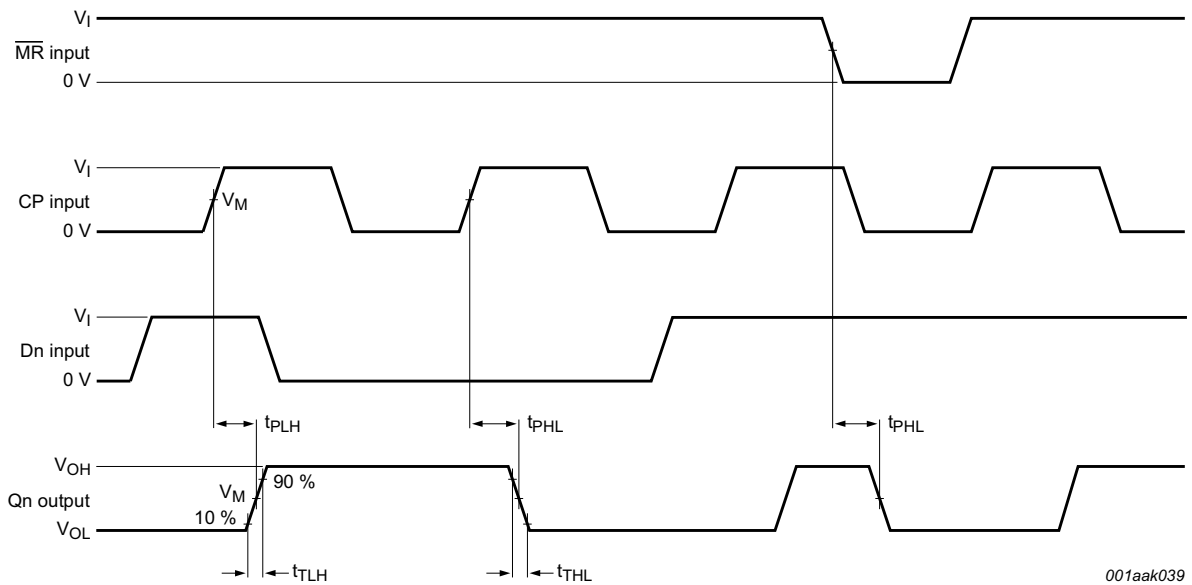 VI
MR input
0 V
VI
CP input
VM
0 V
VI
Dn input
0 V
tPLH
tPHL
tPHL
VOH
90 %
Qn output
VM
10 %
VOL
tTLH
tTHL
001aak039